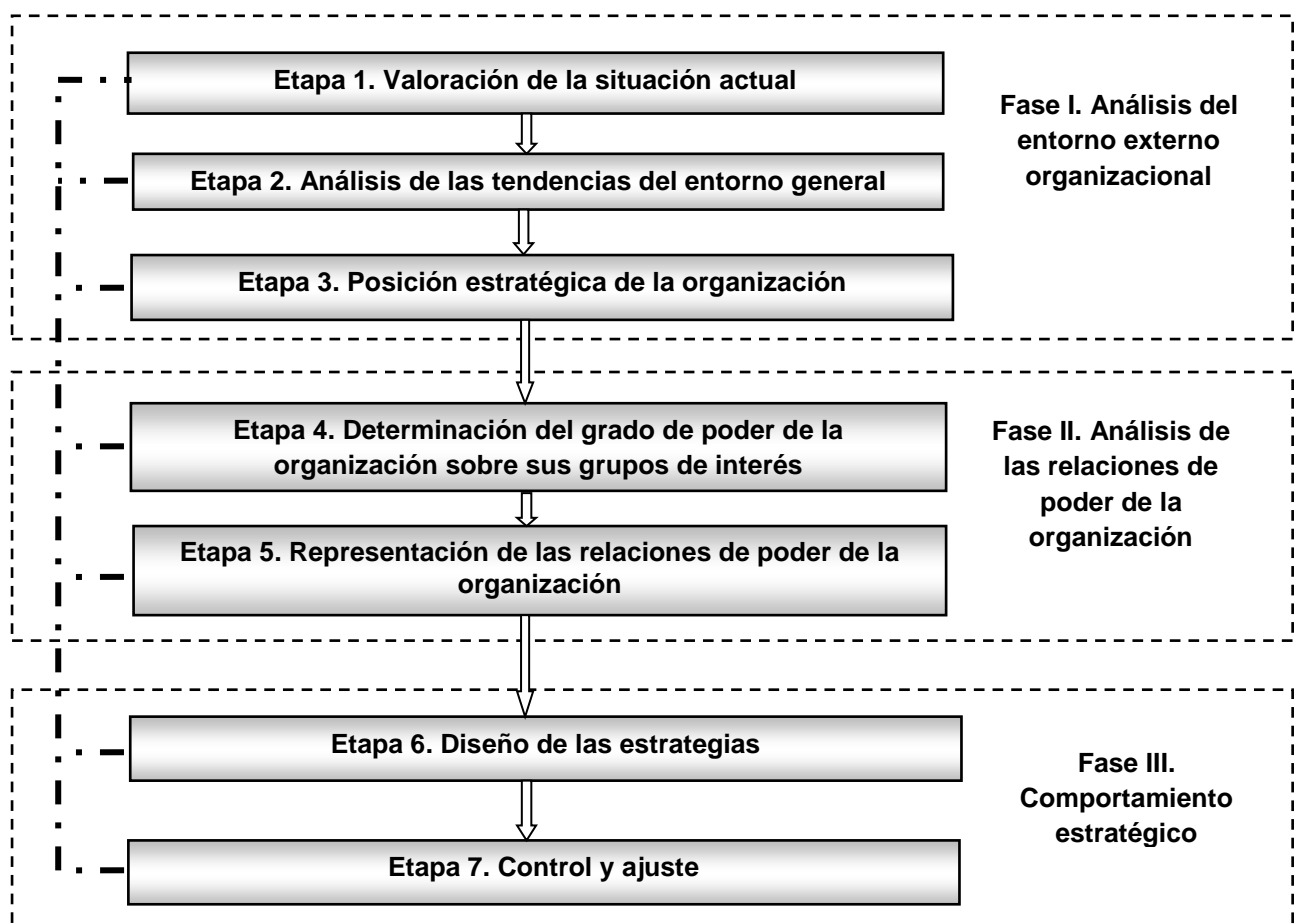 Etapa 1. Valoración de la situación actual
Etapa 2. Análisis de las tendencias del entorno general
Etapa 3. Posición estratégica de la organización
Fase I. Análisis del
entorno externo
organizacional
Etapa 4. Determinación del grado de poder de la
organización sobre sus grupos de interés
Etapa 5. Representación de las relaciones de poder de la
organización
Fase II. Análisis de
las relaciones de
poder de la
organización
Etapa 6. Diseño de las estrategias
Etapa 7. Control y ajuste
Fase III.
Comportamiento
estratégico